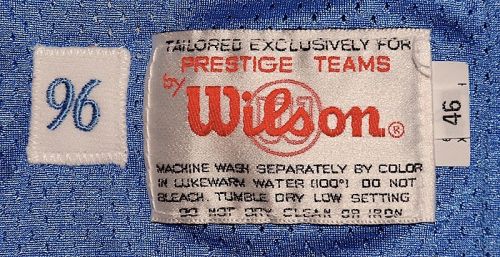 96
TAILORED EXCLUSIVELY FOR
PRESTIGE TEAMS
by
Wilson®
MACHINE WASH SEPARATELY BY COLOR
IN LUKEWARM WATER (100°) DO NOT
BLEACH. TUMBLE DRY LOW SETTING
DO NOT DRY CLEAN OR IRON
46